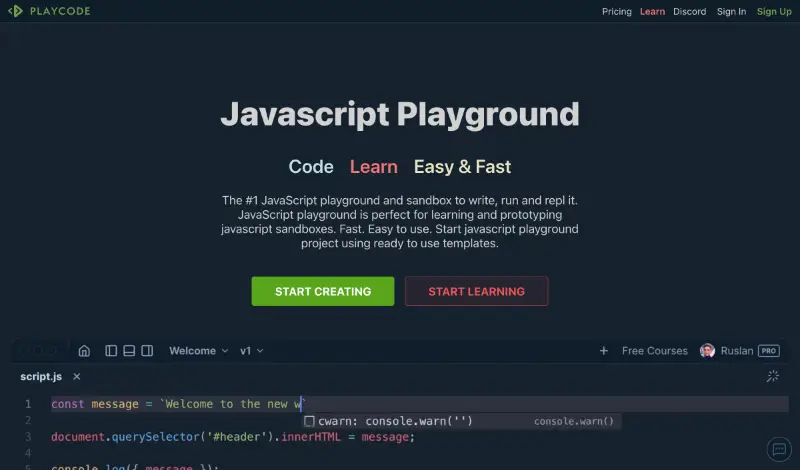 PLAYCODE
Pricing Learn Discord Sign In Sign Up
Javascript Playground
Code Learn Easy & Fast
The #1 JavaScript playground and sandbox to write, run and repl it.
JavaScript playground is perfect for learning and prototyping
javascript sandboxes. Fast. Easy to use. Start javascript playground
project using ready to use templates.
START CREATING START LEARNING
Welcome v1 + Free Courses Ruslan PRO
script.js
1 const message = `Welcome to the new w`
2 cwarn: console.warn('') console.warn()
3 document.querySelector('#header').innerHTML = message;
4
console.log({ message });